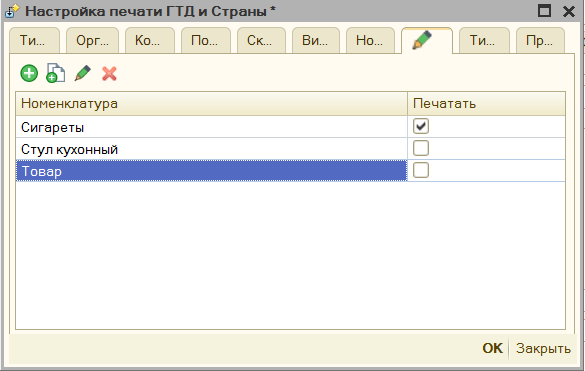 Настройка печати ГТД и Страны *
Ти... Орг... Ко... По... Ск... Ви... Но... Ти... Пр...
Номенклатура Печатать
Сигареты
Стул кухонный
Товар
OK Закрыть